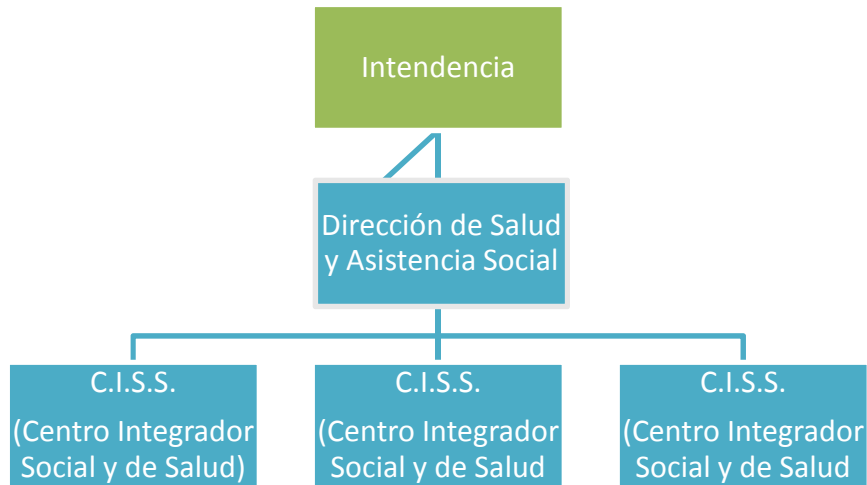 Intendencia
Dirección de Salud
y Asistencia Social
C.I.S.S.
(Centro Integrador
Social y de Salud)
C.I.S.S.
(Centro Integrador
Social y de Salud
C.I.S.S.
(Centro Integrador
Social y de Salud